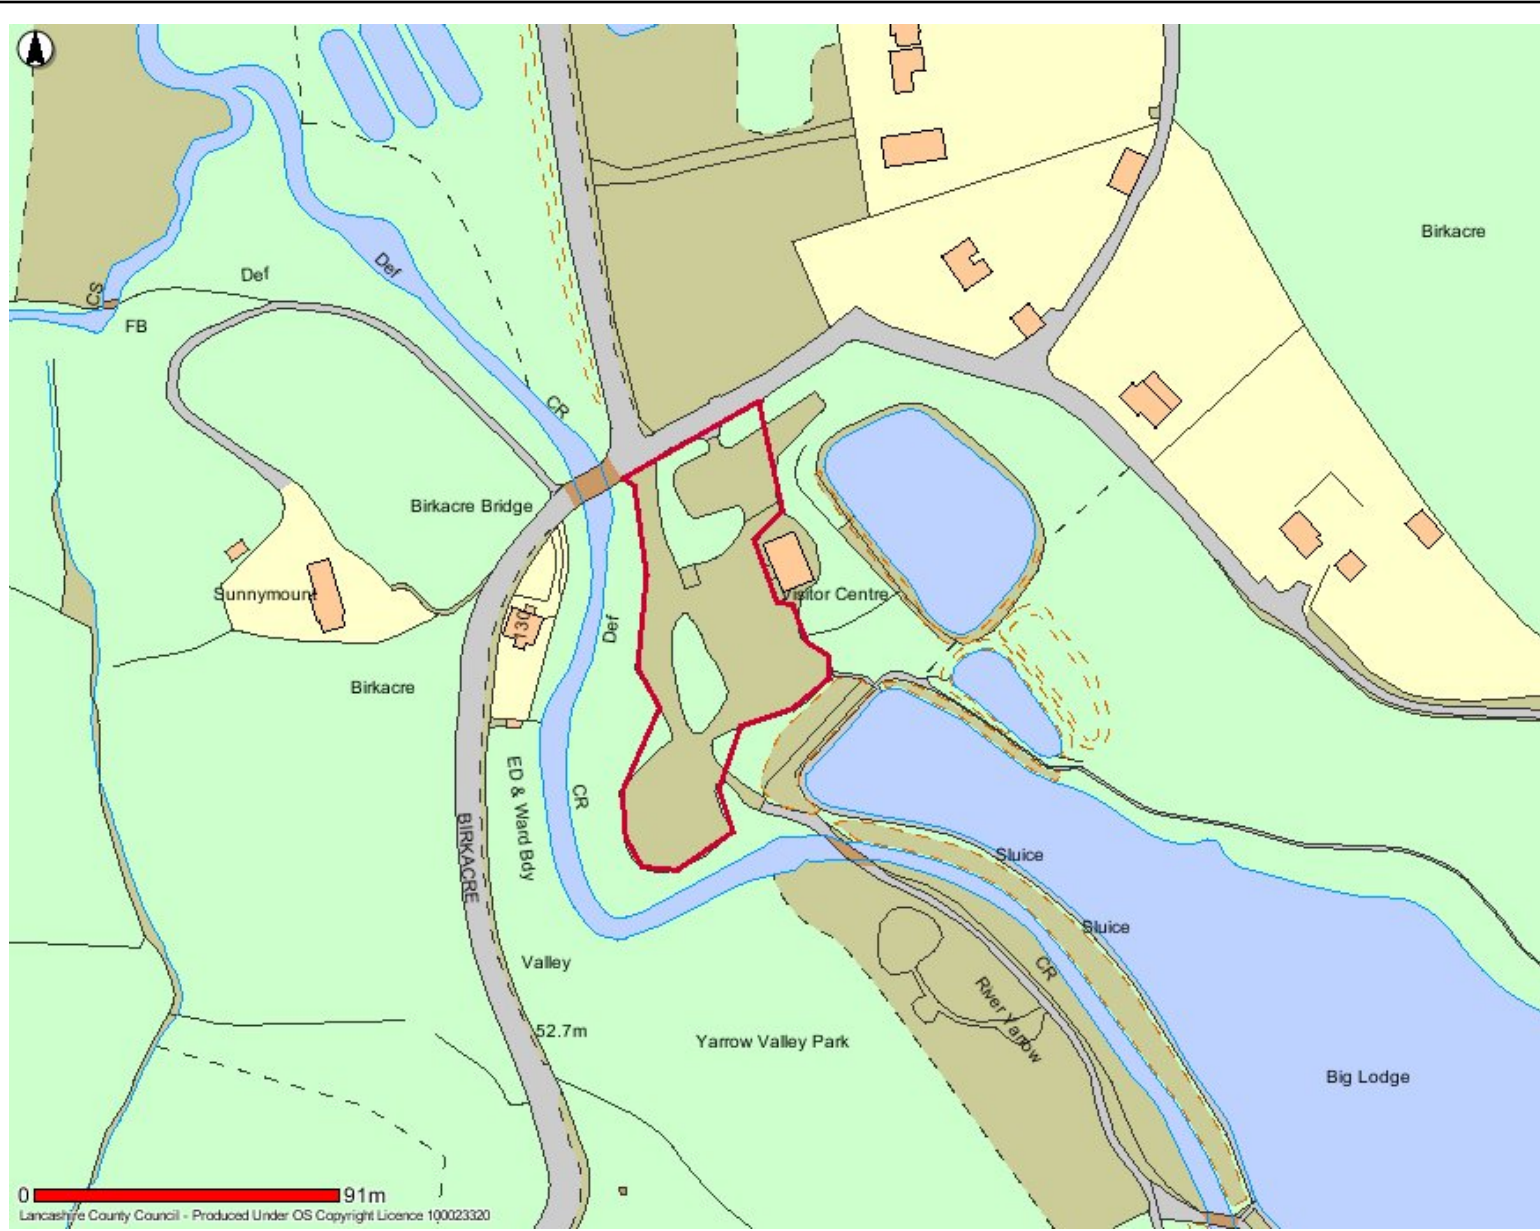 Birkacre
Def
Def
CS
FB
CR
Birkacre Bridge
Sunnymount
130
Visitor Centre
Def
Birkacre
ED & Ward Bdy
CR
BIRKACRE
Sluice
Sluice
CR
Valley
River Yarrow
52.7m
Yarrow Valley Park
Big Lodge
0 91m
Lancashire County Council - Produced Under OS Copyright Licence 100023320